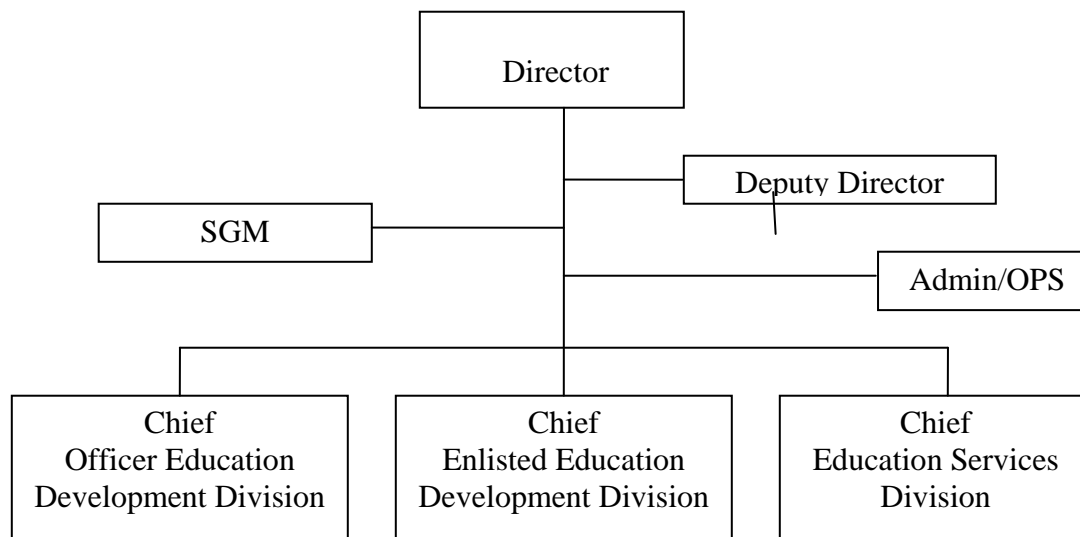 Director
Deputy Director
SGM
Admin/OPS
Chief
Officer Education
Development Division
Chief
Enlisted Education
Development Division
Chief
Education Services
Division